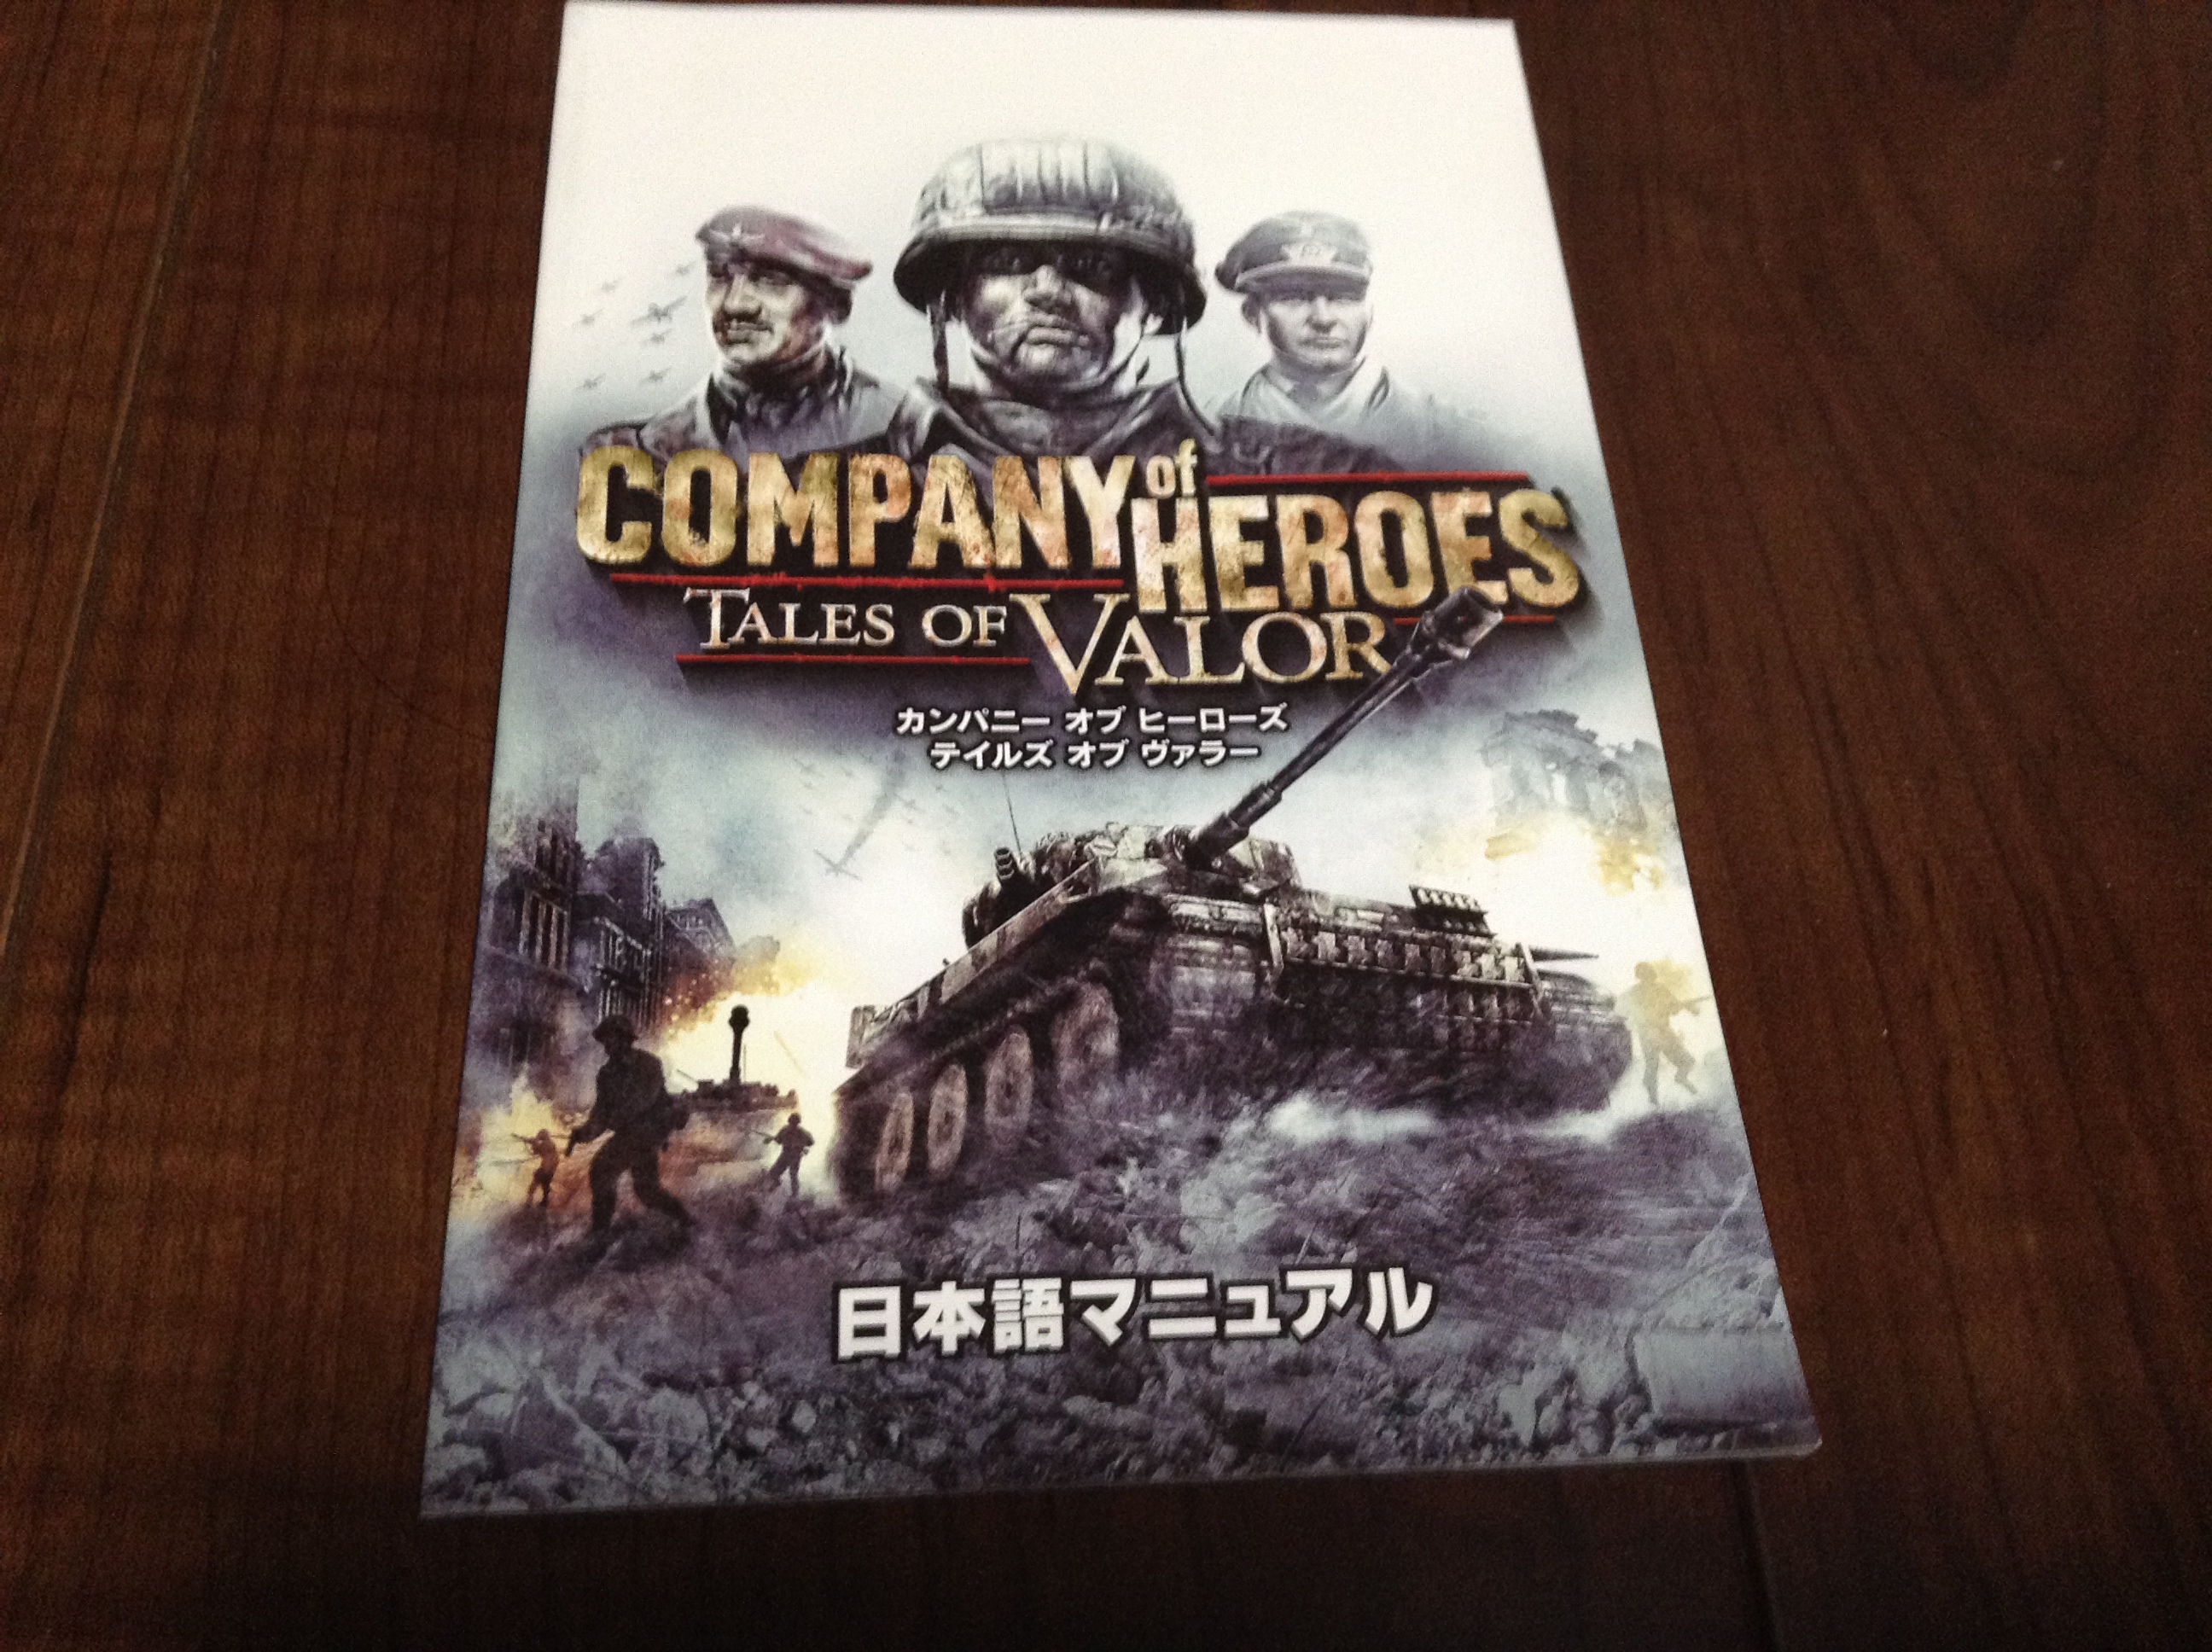 COMPANY of HEROES
TALES OF VALOR
カンパニー オブ ヒーローズ
テイルズ オブ ヴァラー
日本語マニュアル